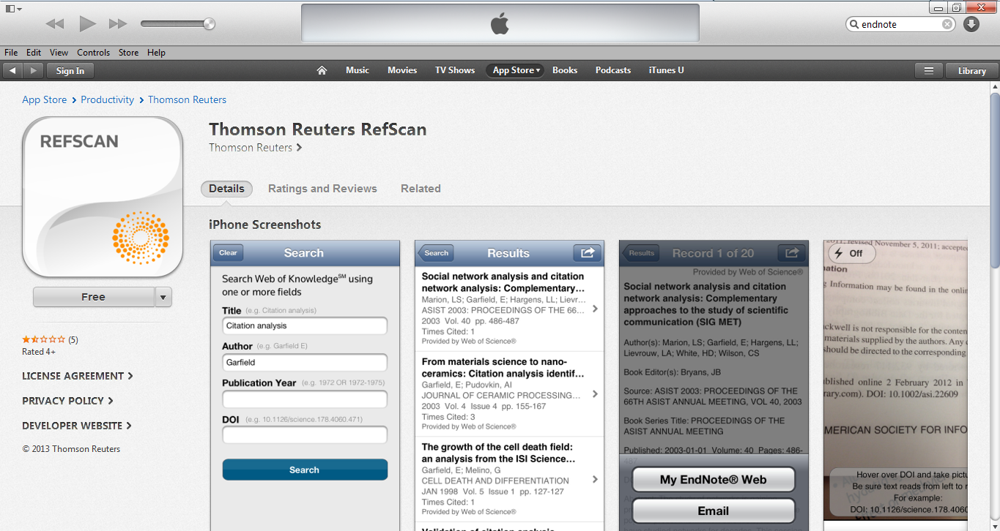 endnote
File Edit View Controls Store Help
Sign In
Music Movies TV Shows App Store Books Podcasts iTunes U
Library
App Store Productivity Thomson Reuters
REFSCAN
Free
(5)
Rated 4+
LICENSE AGREEMENT
PRIVACY POLICY
DEVELOPER WEBSITE
© 2013 Thomson Reuters
Thomson Reuters RefScan
Thomson Reuters
Details Ratings and Reviews Related
iPhone Screenshots
Clear Search
Search Web of Knowledge℠ using
one or more fields
Title (e.g. Citation analysis)
Citation analysis
Author (e.g. Garfield E)
Garfield
Publication Year (e.g. 1972 OR 1972-1975)
DOI (e.g. 10.1126/science.178.4060.471)
Search
Search Results
Social network analysis and citation
network analysis: Complementary...
Marion, LS; Garfield, E; Hargens, LL; Lievr...
ASIST 2003: PROCEEDINGS OF THE 66...
2003 Vol. 40 pp. 486-487
Times Cited: 1
Provided by Web of Science®
From materials science to nano-
ceramics: Citation analysis identif...
Garfield, E; Pudovkin, AI
JOURNAL OF CERAMIC PROCESSING...
2003 Vol. 4 Issue 4 pp. 155-167
Times Cited: 3
Provided by Web of Science®
The growth of the cell death field:
an analysis from the ISI Science...
Garfield, E; Melino, G
CELL DEATH AND DIFFERENTIATION
JAN 1998 Vol. 5 Issue 1 pp. 127-127
Times Cited: 1
Provided by Web of Science®
Validation of citation analysis
Results Record 1 of 20
Provided by Web of Science®
Social network analysis and citation
network analysis: Complementary
approaches to the study of scientific
communication (SIG MET)
Author(s): Marion, LS; Garfield, E; Hargens, LL;
Lievrouw, LA; White, HD; Wilson, CS
Book Editor(s): Bryans, JB
Source: ASIST 2003: PROCEEDINGS OF THE
66TH ASIST ANNUAL MEETING, VOL 40, 2003
Book Series Title: PROCEEDINGS OF THE
ASIST ANNUAL MEETING
Published: 2003-01-01 Volume: 40 Pages: 486-
487
My EndNote® Web
Email
2011; revised November 5, 2011; accepte
Off
Information may be found in the onlin
ckwell is not responsible for the conten
materials supplied by the authors. Any
should be directed to the corresponding
blished online 2 February 2012 in
rary.com). DOI: 10.1002/asi.22609
MERICAN SOCIETY FOR INFO
Hover over DOI and take pictu
Be sure text reads from left to r
For example:
DOI: 10.1126/science.178.4060